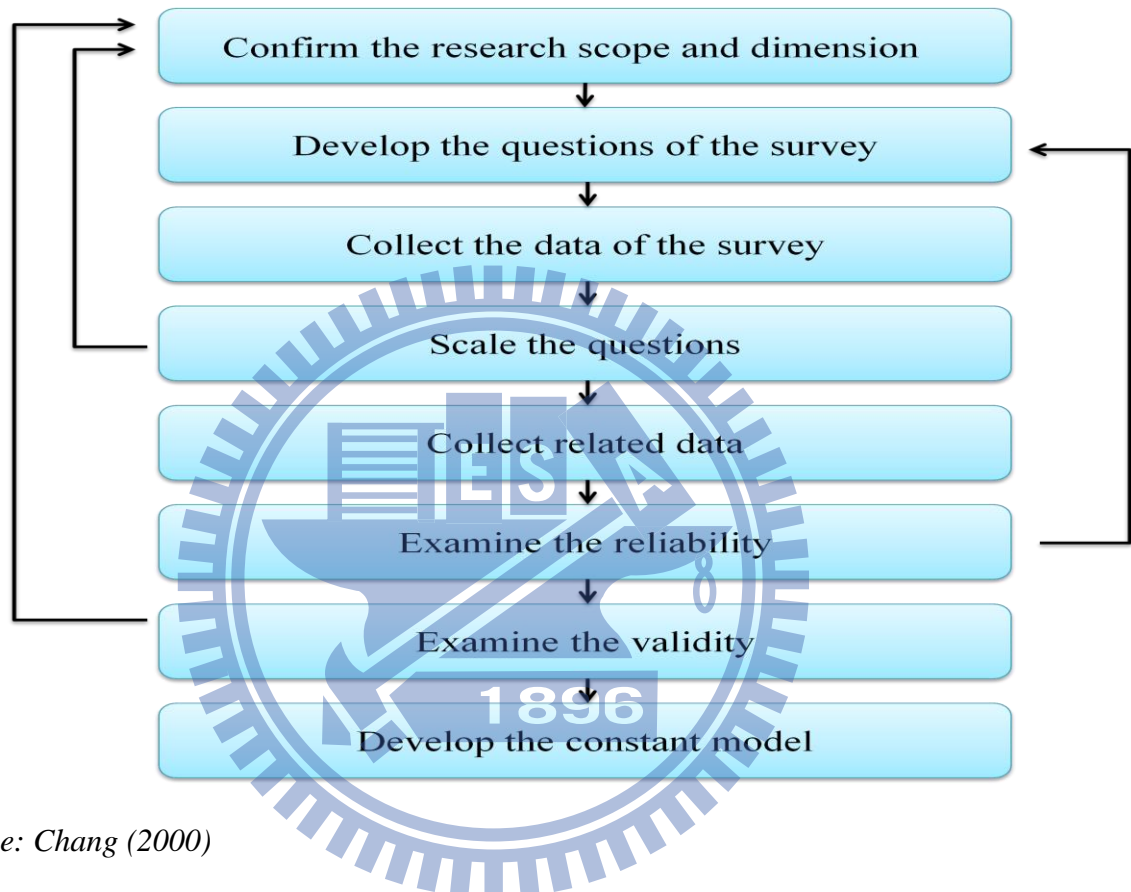 Confirm the research scope and dimension
Develop the questions of the survey
Collect the data of the survey
Scale the questions
Collect related data
E S A
Examine the reliability
Examine the validity
1896
Develop the constant model
e: Chang (2000)